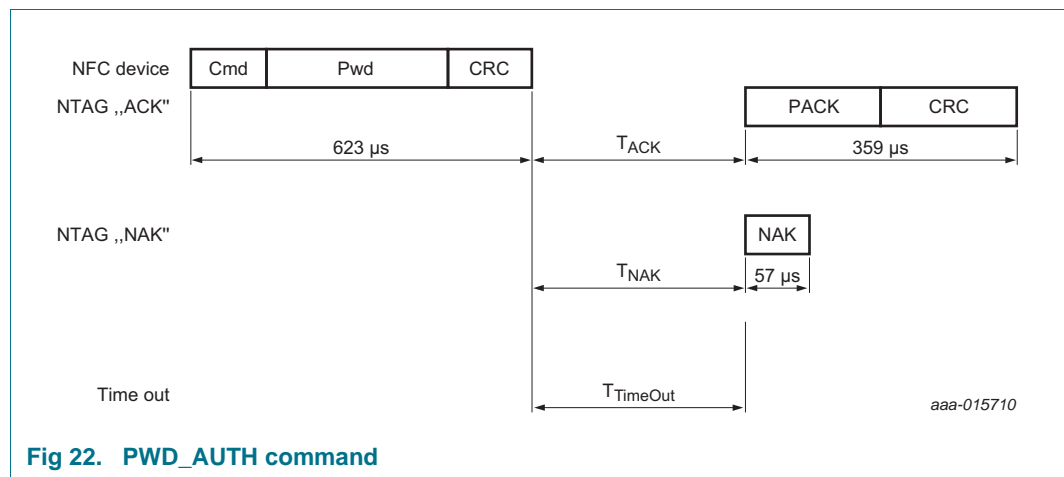 NFC device Cmd Pwd CRC
NTAG ,,ACK" PACK CRC
623 µs TACK 359 µs
NTAG ,,NAK" NAK
TNAK 57 µs
Time out TTimeOut
aaa-015710
Fig 22. PWD_AUTH command